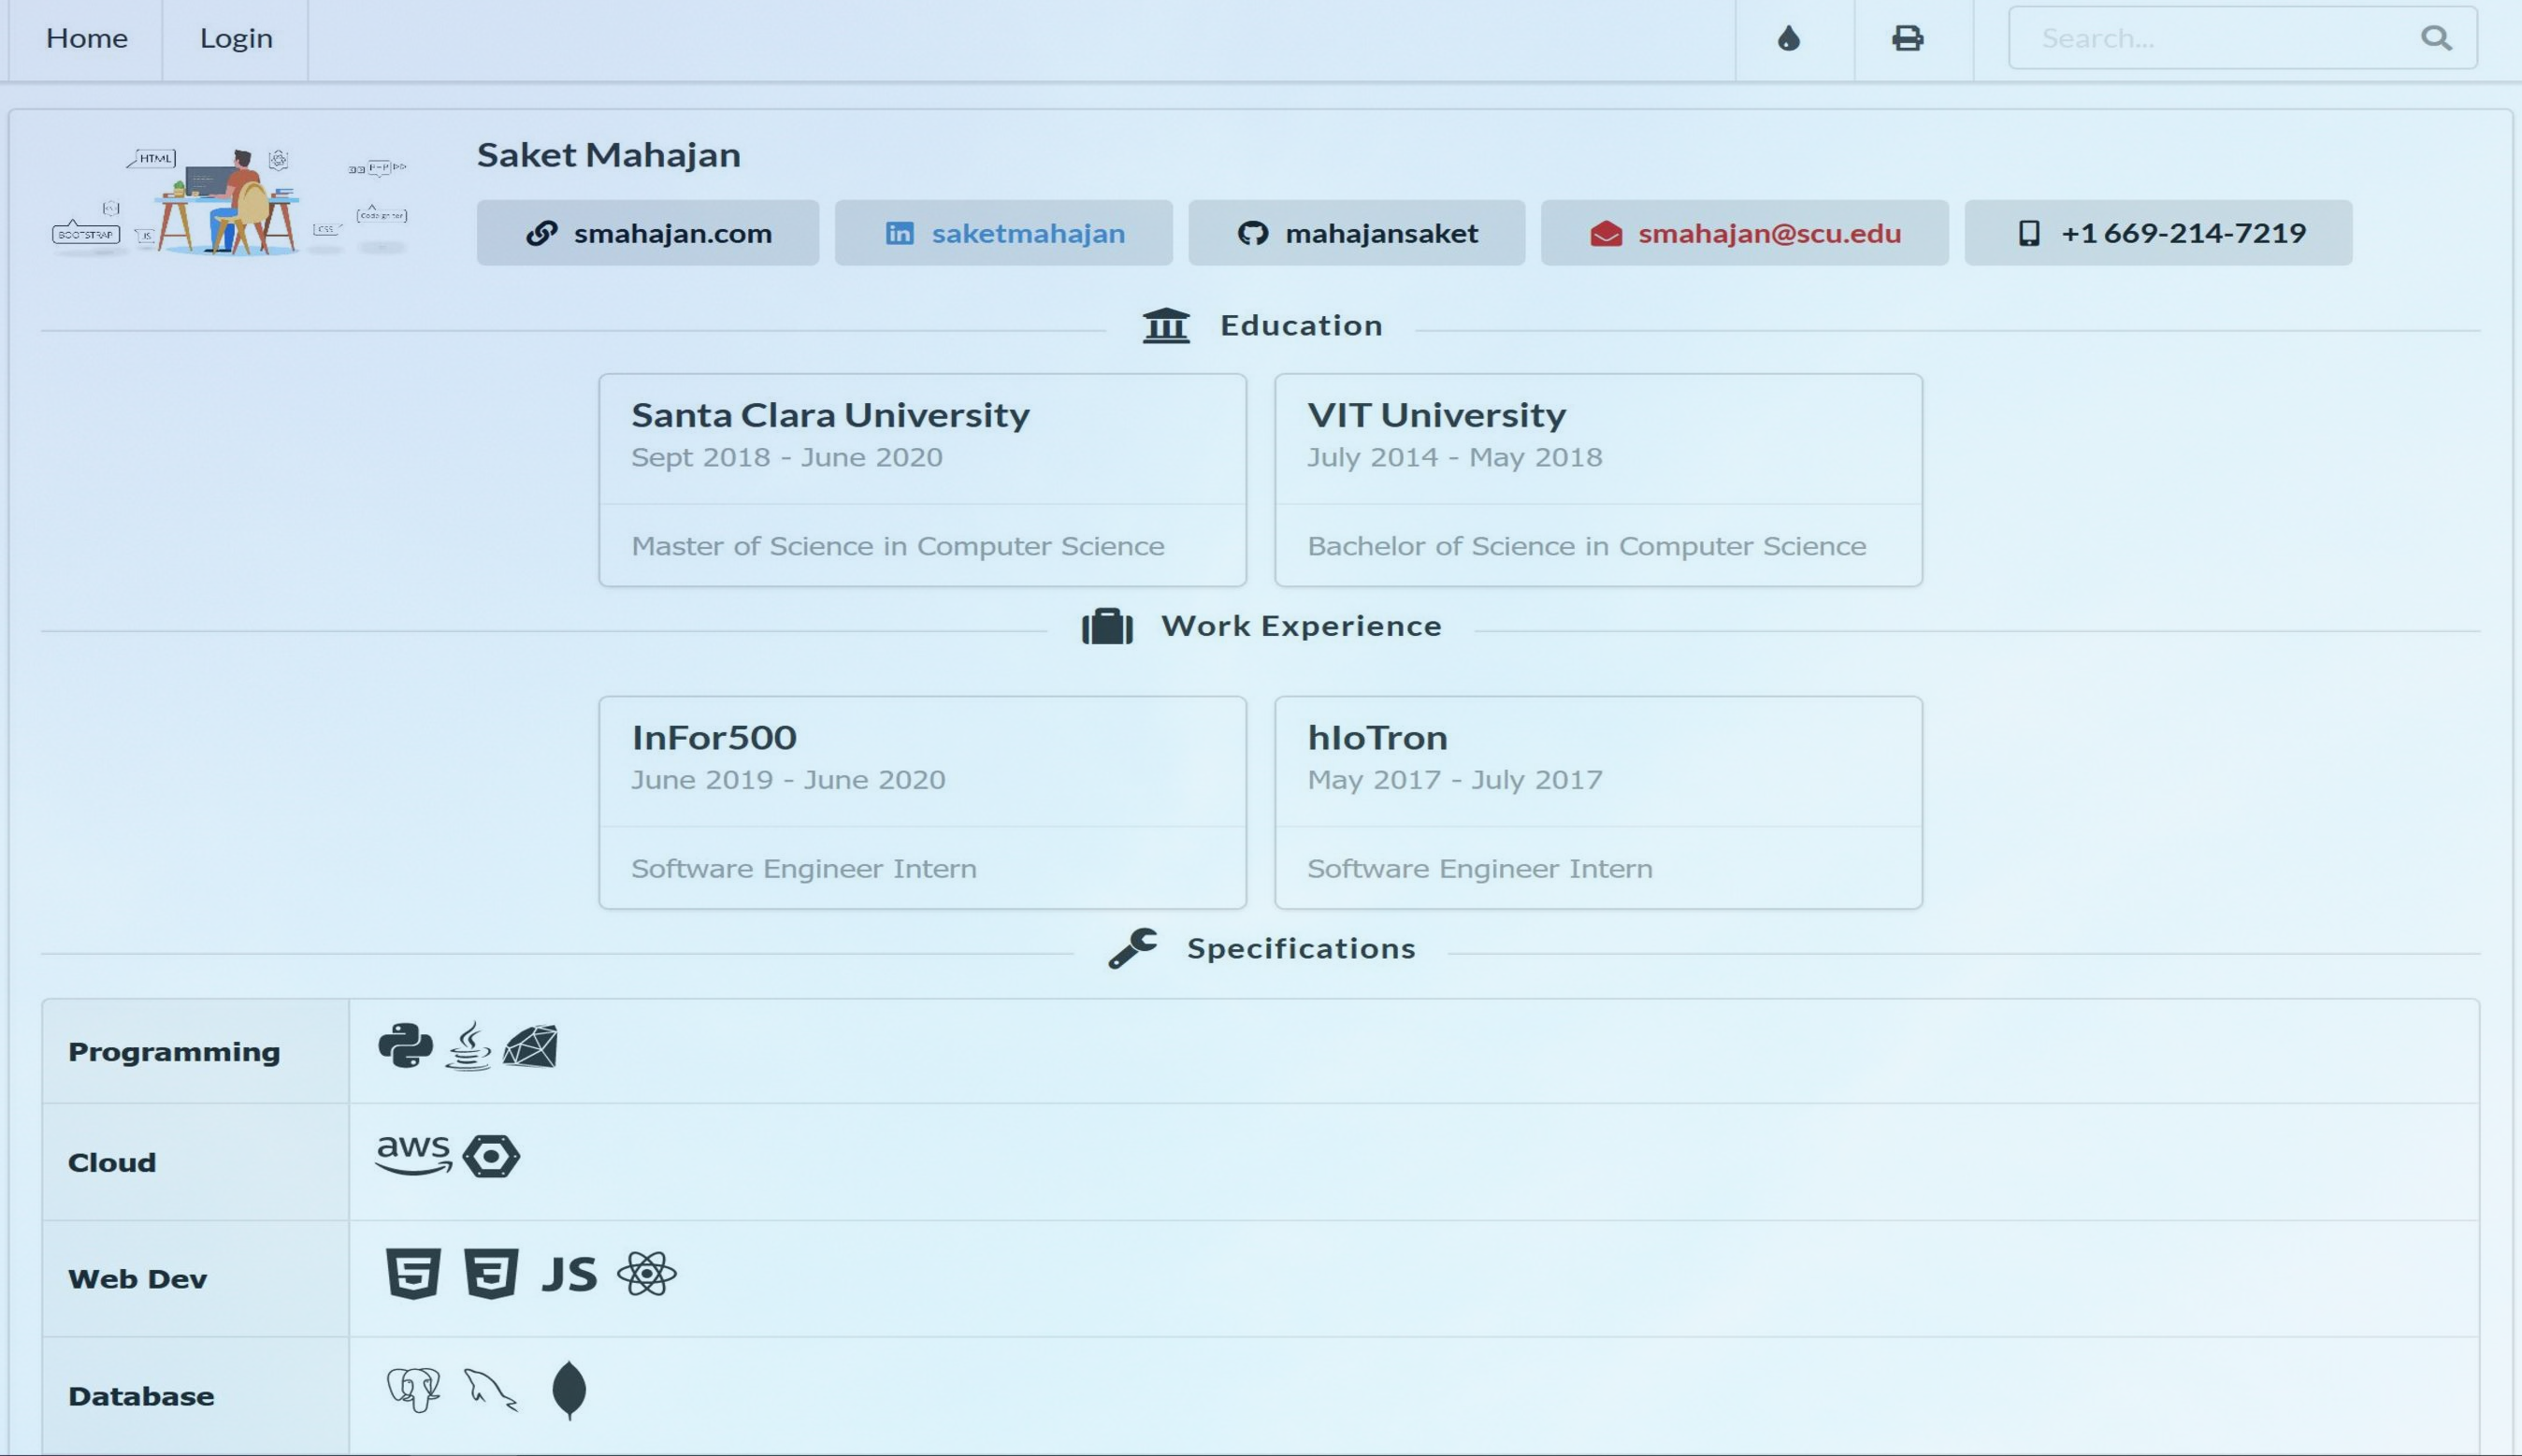 Home Login Search...
HTML
BOOTSTRAP
JS
CSS
Saket Mahajan
smahajan.com saketmahajan mahajansaket smahajan@scu.edu +1 669-214-7219
Education
Santa Clara University
Sept 2018 - June 2020
Master of Science in Computer Science
VIT University
July 2014 - May 2018
Bachelor of Science in Computer Science
Work Experience
InFor500
June 2019 - June 2020
Software Engineer Intern
hIoTron
May 2017 - July 2017
Software Engineer Intern
Specifications
Programming
Cloud aws
Web Dev JS
Database